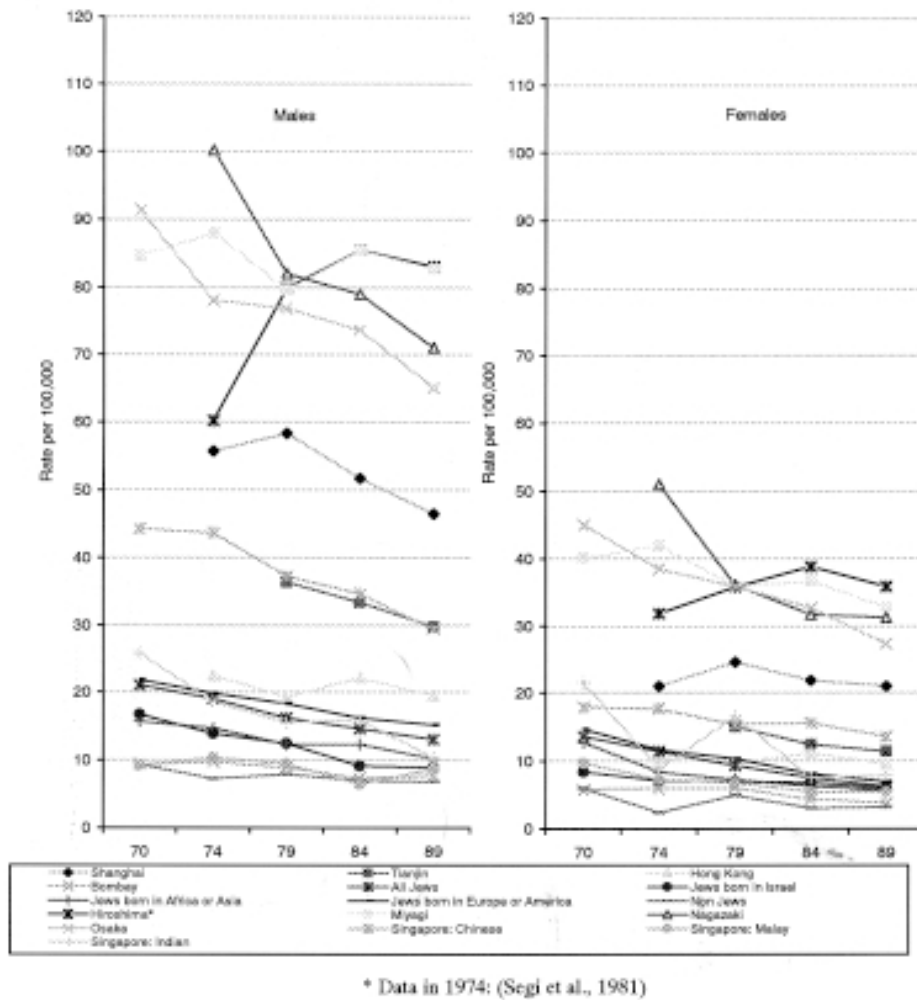 120 120
110 110
Males Females
100 100
90 90
80 80
70 70
60 60
50 50
40 40
30 30
20 20
10 10
0 0
Rate per 100,000
Rate per 100,000
70 74 79 84 89 70 74 79 84 89
Shanghai Tianjin Hong Kong
Bombay All Jews Jews born in Israel
Jews born in Africa or Asia Jews born in Europe or America Non Jews
Hiroshima* Miyagi Nagazaki
Osaka Singapore: Chinese Singapore: Malay
Singapore: Indian
* Data in 1974: (Segi et al., 1981)